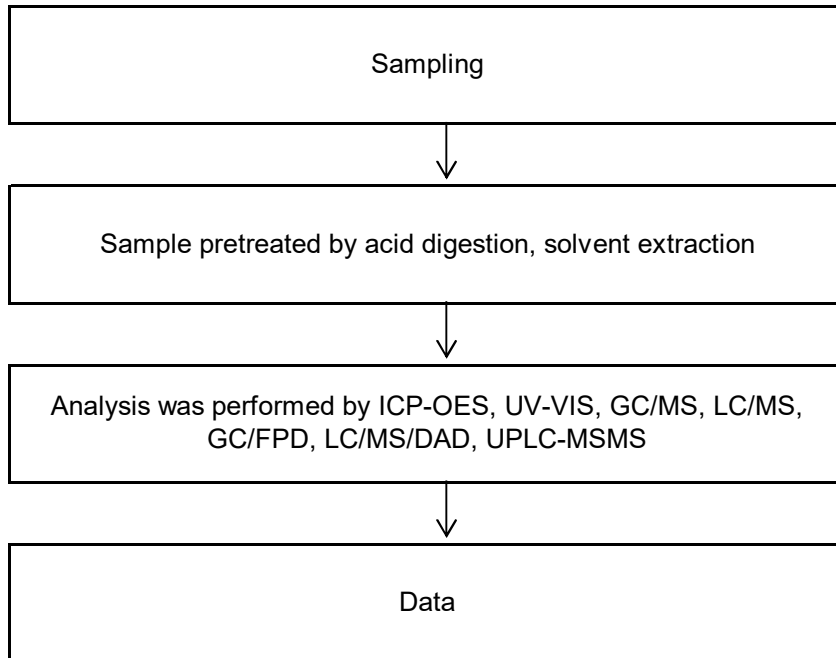 Sampling
Sample pretreated by acid digestion, solvent extraction
Analysis was performed by ICP-OES, UV-VIS, GC/MS, LC/MS,
GC/FPD, LC/MS/DAD, UPLC-MSMS
Data